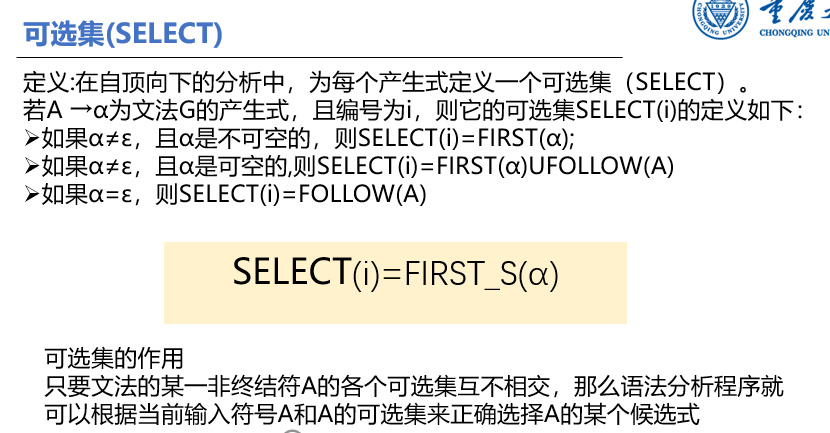 可选集(SELECT)
CHONGQING UNIVERSITY
重庆
CHONGQING UN
定义:在自顶向下的分析中，为每个产生式定义一个可选集（SELECT）。
若A →α为文法G的产生式，且编号为i，则它的可选集SELECT(i)的定义如下：
➢如果α≠ε，且α是不可空的，则SELECT(i)=FIRST(α);
➢如果α≠ε，且α是可空的,则SELECT(i)=FIRST(α)UFOLLOW(A)
➢如果α=ε，则SELECT(i)=FOLLOW(A)
SELECT(i)=FIRST_S(α)
可选集的作用
只要文法的某一非终结符A的各个可选集互不相交，那么语法分析程序就
可以根据当前输入符号A和A的可选集来正确选择A的某个候选式